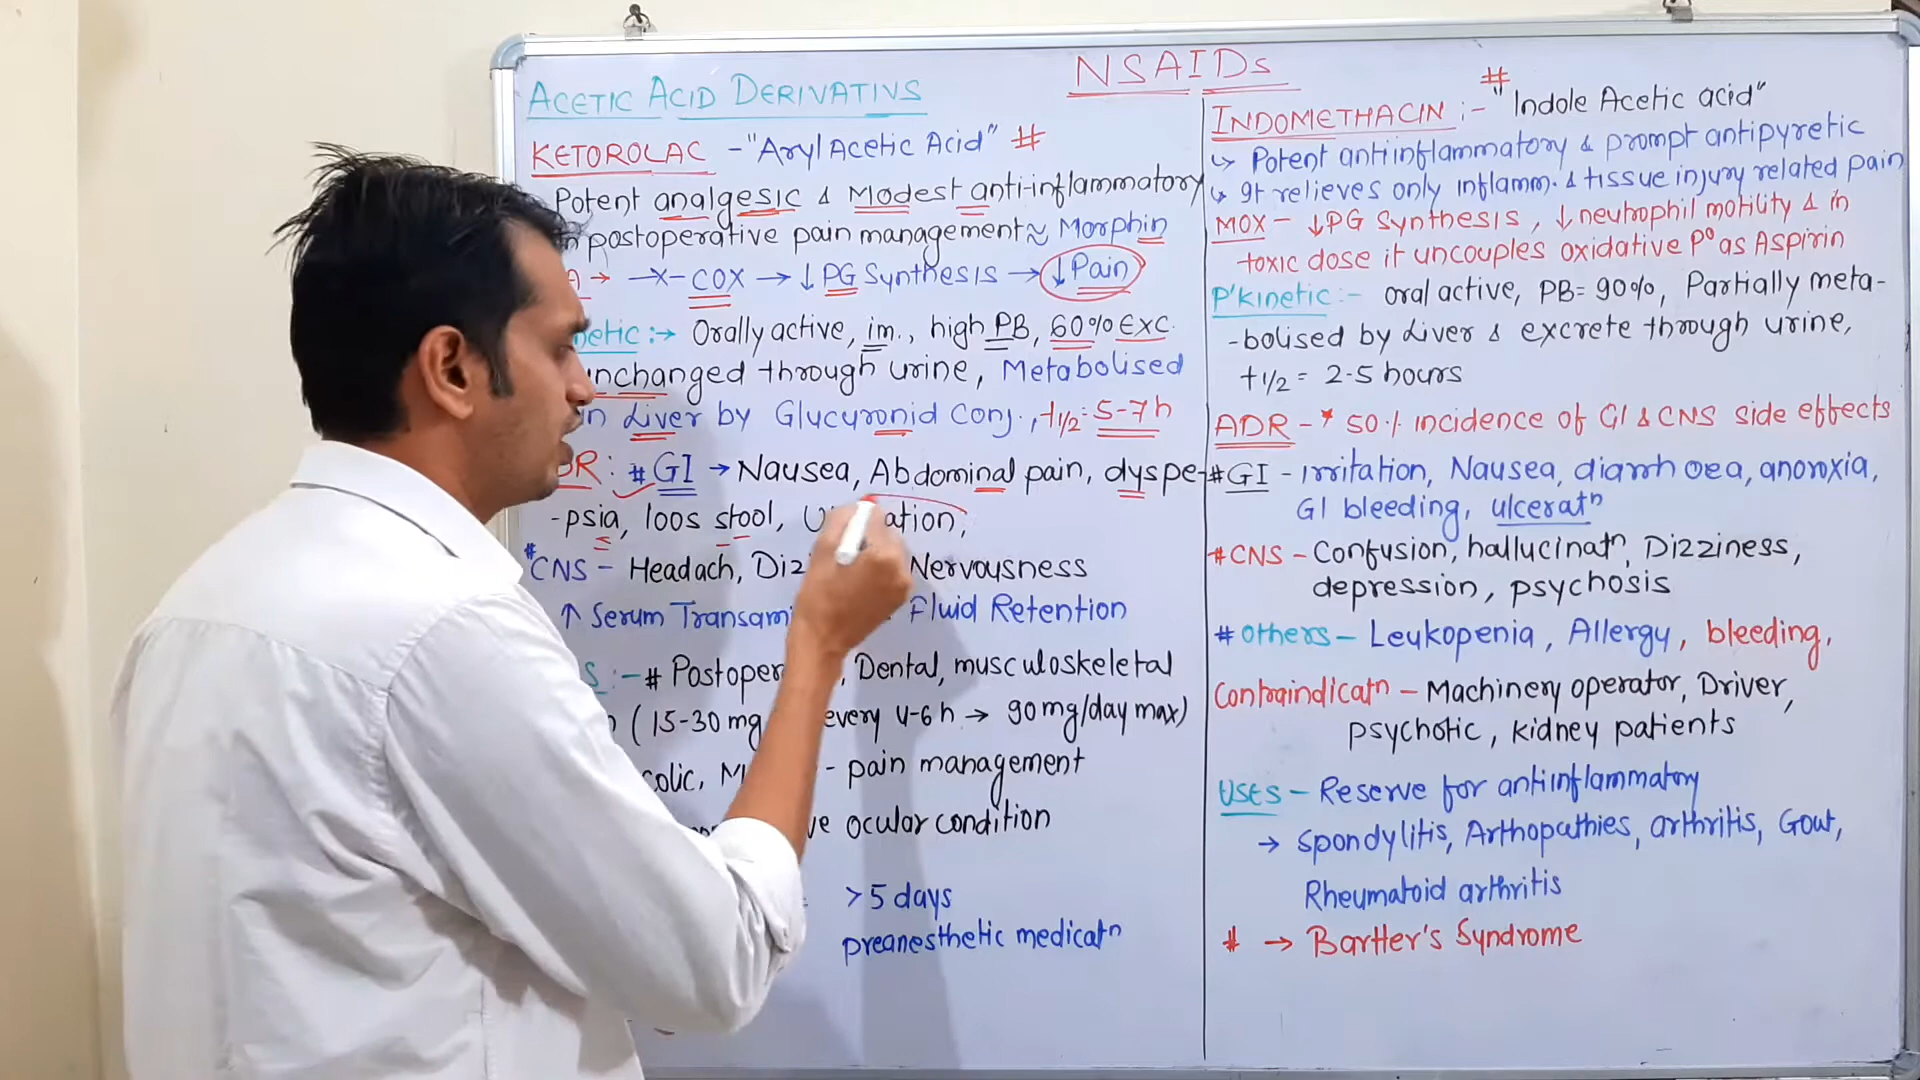 NSAIDs
ACETIC ACID DERIVATIVS
KETOROLAC - "Aryl Acetic Acid" #
Potent analgesic & Modest anti-inflammatory
postoperative pain management ≈ Morphin
→ -X- COX → ↓ PG Synthesis → ↓ Pain
:→ Orally active, im., high PB, 60% Exc.
through urine, Metabolised
in Liver by Glucuronid Conj., t1/2 = 5-7 h
: #GI → Nausea, Abdominal pain, dyspe-
-psia, loos stool,
#CNS - Headach, Nervousness
↑ Serum Fluid Retention
:- # Dental, musculoskeletal
(15-30 mg every 4-6 h → 90mg/day max)
colic, - pain management
ocular condition
> 5 days
preanesthetic medicatn
INDOMETHACIN :- # "Indole Acetic acid"
↳ Potent antiinflammatory & prompt antipyretic
↳ It relieves only inflamm. & tissue injury related pain
MOX - ↓PG Synthesis, ↓ neutrophil motility & in
toxic dose it uncouples oxidative P⁰ as Aspirin
P'kinetic :- oral active, PB = 90%, Partially meta-
-bolised by Liver & excrete through urine,
t1/2 = 2-5 hours
ADR - * 50% incidence of GI & CNS side effects
#GI - irritation, Nausea, diarrhoea, anoroxia,
GI bleeding, ulceratn
#CNS - Confusion, hallucinatn, Dizziness,
depression, psychosis
#Others - Leukopenia, Allergy, bleeding,
Contraindicatn - Machinery operator, Driver,
psychotic, kidney patients
Uses - Reserve for antiinflammatory
→ Spondylitis, Arthopathies, arthritis, Gout,
Rheumatoid arthritis
# → Bartter's Syndrome